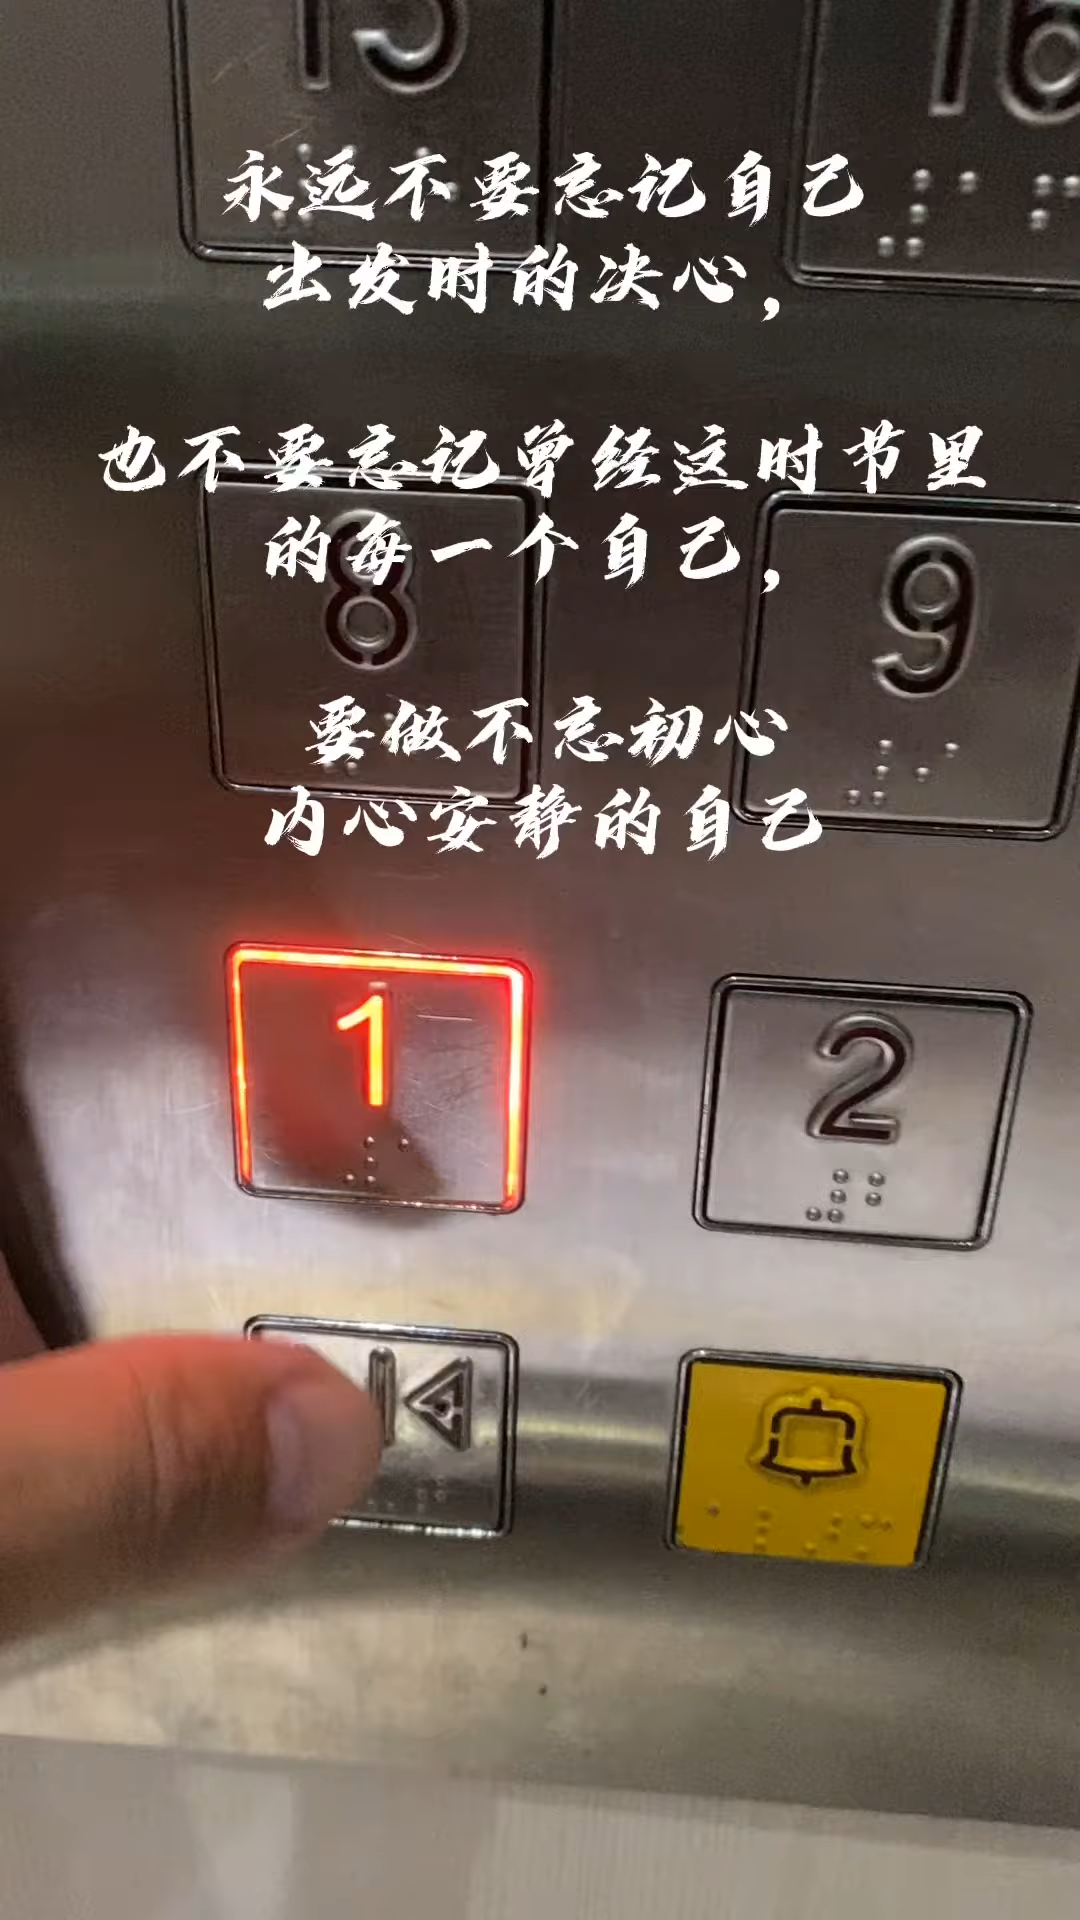 15
16
永远不要忘记自己
出发时的决心，
也不要忘记曾经这时节里
的每一个自己，
8
9
要做不忘初心
内心安静的自己
1
2